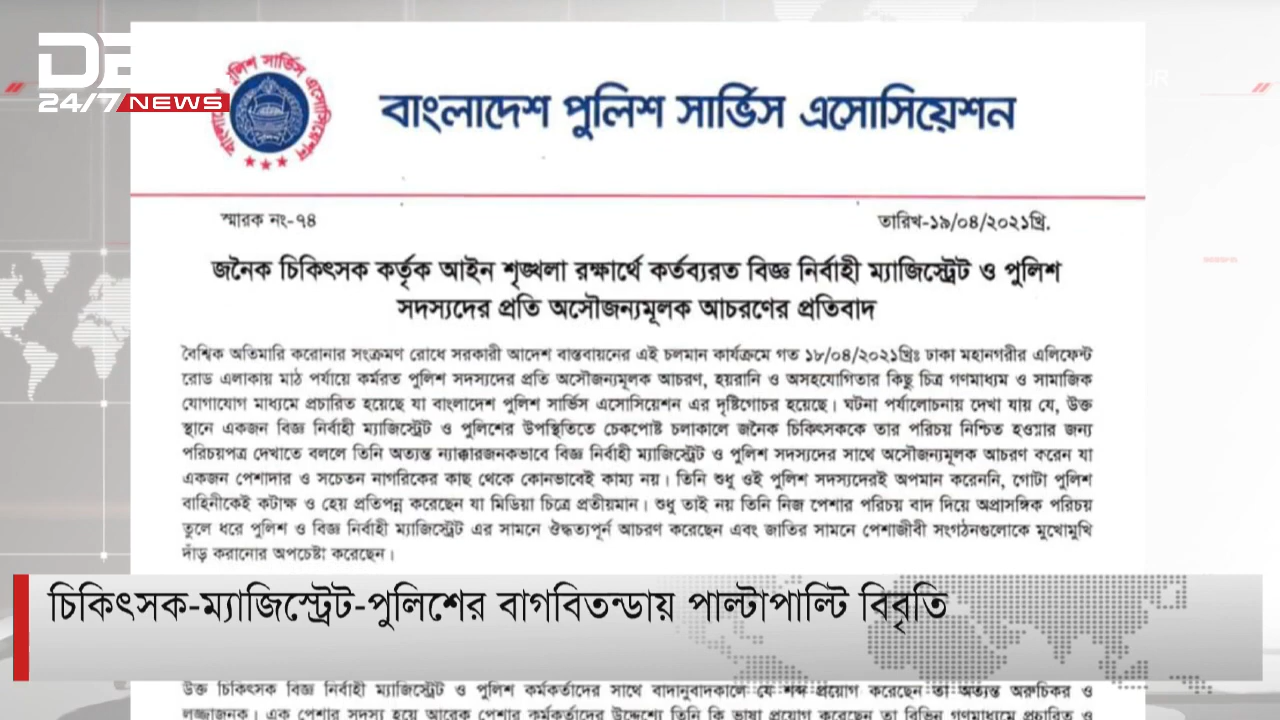 DE
24/7 NEWS
পুলিশ সার্ভিস এসোসিয়েশন
বাংলাদেশ পুলিশ সার্ভিস এসোসিয়েশন
UR
স্মারক নং-৭৪
তারিখ-১৯/০৪/২০২১খ্রি.
জনৈক চিকিৎসক কর্তৃক আইন শৃঙ্খলা রক্ষার্থে কর্তব্যরত বিজ্ঞ নির্বাহী ম্যাজিস্ট্রেট ও পুলিশ
সদস্যদের প্রতি অসৌজন্যমূলক আচরণের প্রতিবাদ
বৈশ্বিক অতিমারি করোনার সংক্রমণ রোধে সরকারী আদেশ বাস্তবায়নের এই চলমান কার্যক্রমে গত ১৮/০৪/২০২১খ্রিঃ ঢাকা মহানগরীর এলিফেন্ট
রোড এলাকায় মাঠ পর্যায়ে কর্মরত পুলিশ সদস্যদের প্রতি অসৌজন্যমূলক আচরণ, হয়রানি ও অসহযোগিতার কিছু চিত্র গণমাধ্যম ও সামাজিক
যোগাযোগ মাধ্যমে প্রচারিত হয়েছে যা বাংলাদেশ পুলিশ সার্ভিস এসোসিয়েশন এর দৃষ্টিগোচর হয়েছে। ঘটনা পর্যালোচনায় দেখা যায় যে, উক্ত
স্থানে একজন বিজ্ঞ নির্বাহী ম্যাজিস্ট্রেট ও পুলিশের উপস্থিতিতে চেকপোষ্ট চলাকালে জনৈক চিকিৎসককে তার পরিচয় নিশ্চিত হওয়ার জন্য
পরিচয়পত্র দেখাতে বললে তিনি অত্যন্ত ন্যাক্কারজনকভাবে বিজ্ঞ নির্বাহী ম্যাজিস্ট্রেট ও পুলিশ সদস্যদের সাথে অসৌজন্যমূলক আচরণ করেন যা
একজন পেশাদার ও সচেতন নাগরিকের কাছ থেকে কোনভাবেই কাম্য নয়। তিনি শুধু ওই পুলিশ সদস্যদেরই অপমান করেননি, গোটা পুলিশ
বাহিনীকেই কটাক্ষ ও হেয় প্রতিপন্ন করেছেন যা মিডিয়া চিত্রে প্রতীয়মান। শুধু তাই নয় তিনি নিজ পেশার পরিচয় বাদ দিয়ে অপ্রাসঙ্গিক পরিচয়
তুলে ধরে পুলিশ ও বিজ্ঞ নির্বাহী ম্যাজিস্ট্রেট এর সামনে ঔদ্ধত্যপূর্ন আচরণ করেছেন এবং জাতির সামনে পেশাজীবী সংগঠনগুলোকে মুখোমুখি
দাঁড় করানোর অপচেষ্টা করেছেন।
চিকিৎসক-ম্যাজিস্ট্রেট-পুলিশের বাগবিতন্ডায় পাল্টাপাল্টি বিবৃতি
উক্ত চিকিৎসক বিজ্ঞ নির্বাহী ম্যাজিস্ট্রেট ও পুলিশ কর্মকর্তাদের সাথে বাদানুবাদকালে যে শব্দ প্রয়োগ করেছেন তা অত্যন্ত অরুচিকর ও
লজ্জাজনক। এক পেশার সদস্য হয়ে আরেক পেশার কর্মকর্তাদের উদ্দেশ্যে তিনি কি ভাষা প্রয়োগ করেছেন তা বিভিন্ন গণমাধ্যমে প্রচারিত ও